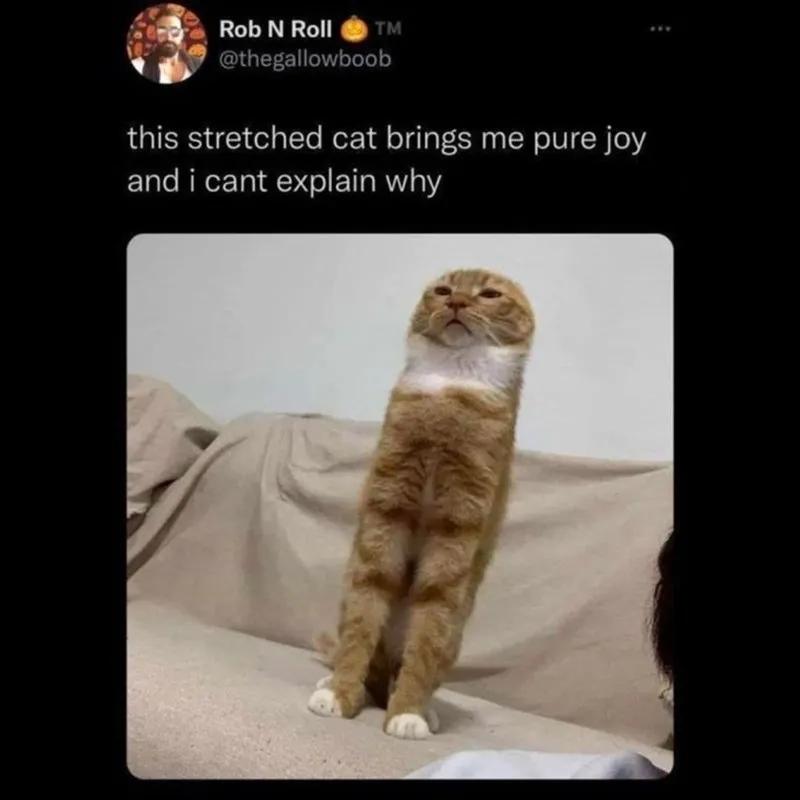 Rob N Roll 🎃 TM
@thegallowboob
this stretched cat brings me pure joy
and i cant explain why